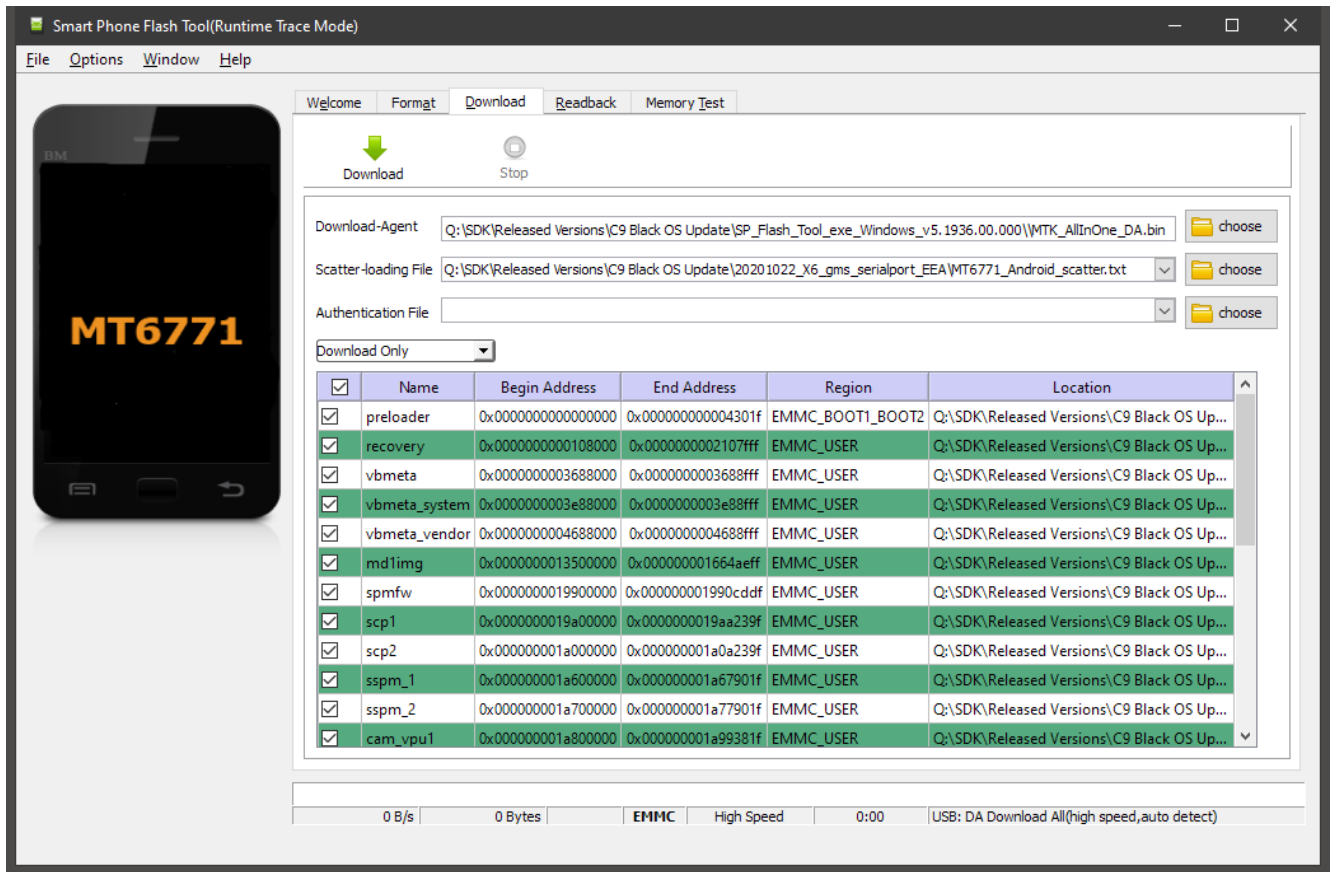 Smart Phone Flash Tool(Runtime Trace Mode)
File Options Window Help
Welcome Format Download Readback Memory Test
BM
MT6771
Download Stop
Download-Agent Q:\SDK\Released Versions\C9 Black OS Update\SP_Flash_Tool_exe_Windows_v5.1936.00.000\\MTK_AllInOne_DA.bin choose
Scatter-loading File Q:\SDK\Released Versions\C9 Black OS Update\20201022_X6_gms_serialport_EEA\MT6771_Android_scatter.txt choose
Authentication File choose
Download Only
Name Begin Address End Address Region Location
preloader 0x0000000000000000 0x000000000004301f EMMC_BOOT1_BOOT2 Q:\SDK\Released Versions\C9 Black OS Up...
recovery 0x0000000000108000 0x0000000002107fff EMMC_USER Q:\SDK\Released Versions\C9 Black OS Up...
vbmeta 0x0000000003688000 0x0000000003688fff EMMC_USER Q:\SDK\Released Versions\C9 Black OS Up...
vbmeta_system 0x0000000003e88000 0x0000000003e88fff EMMC_USER Q:\SDK\Released Versions\C9 Black OS Up...
vbmeta_vendor 0x0000000004688000 0x0000000004688fff EMMC_USER Q:\SDK\Released Versions\C9 Black OS Up...
md1img 0x0000000013500000 0x000000001664aeff EMMC_USER Q:\SDK\Released Versions\C9 Black OS Up...
spmfw 0x0000000019900000 0x000000001990cddf EMMC_USER Q:\SDK\Released Versions\C9 Black OS Up...
scp1 0x0000000019a00000 0x0000000019aa239f EMMC_USER Q:\SDK\Released Versions\C9 Black OS Up...
scp2 0x000000001a000000 0x000000001a0a239f EMMC_USER Q:\SDK\Released Versions\C9 Black OS Up...
sspm_1 0x000000001a600000 0x000000001a67901f EMMC_USER Q:\SDK\Released Versions\C9 Black OS Up...
sspm_2 0x000000001a700000 0x000000001a77901f EMMC_USER Q:\SDK\Released Versions\C9 Black OS Up...
cam_vpu1 0x000000001a800000 0x000000001a99381f EMMC_USER Q:\SDK\Released Versions\C9 Black OS Up...
0 B/s 0 Bytes EMMC High Speed 0:00 USB: DA Download All(high speed,auto detect)